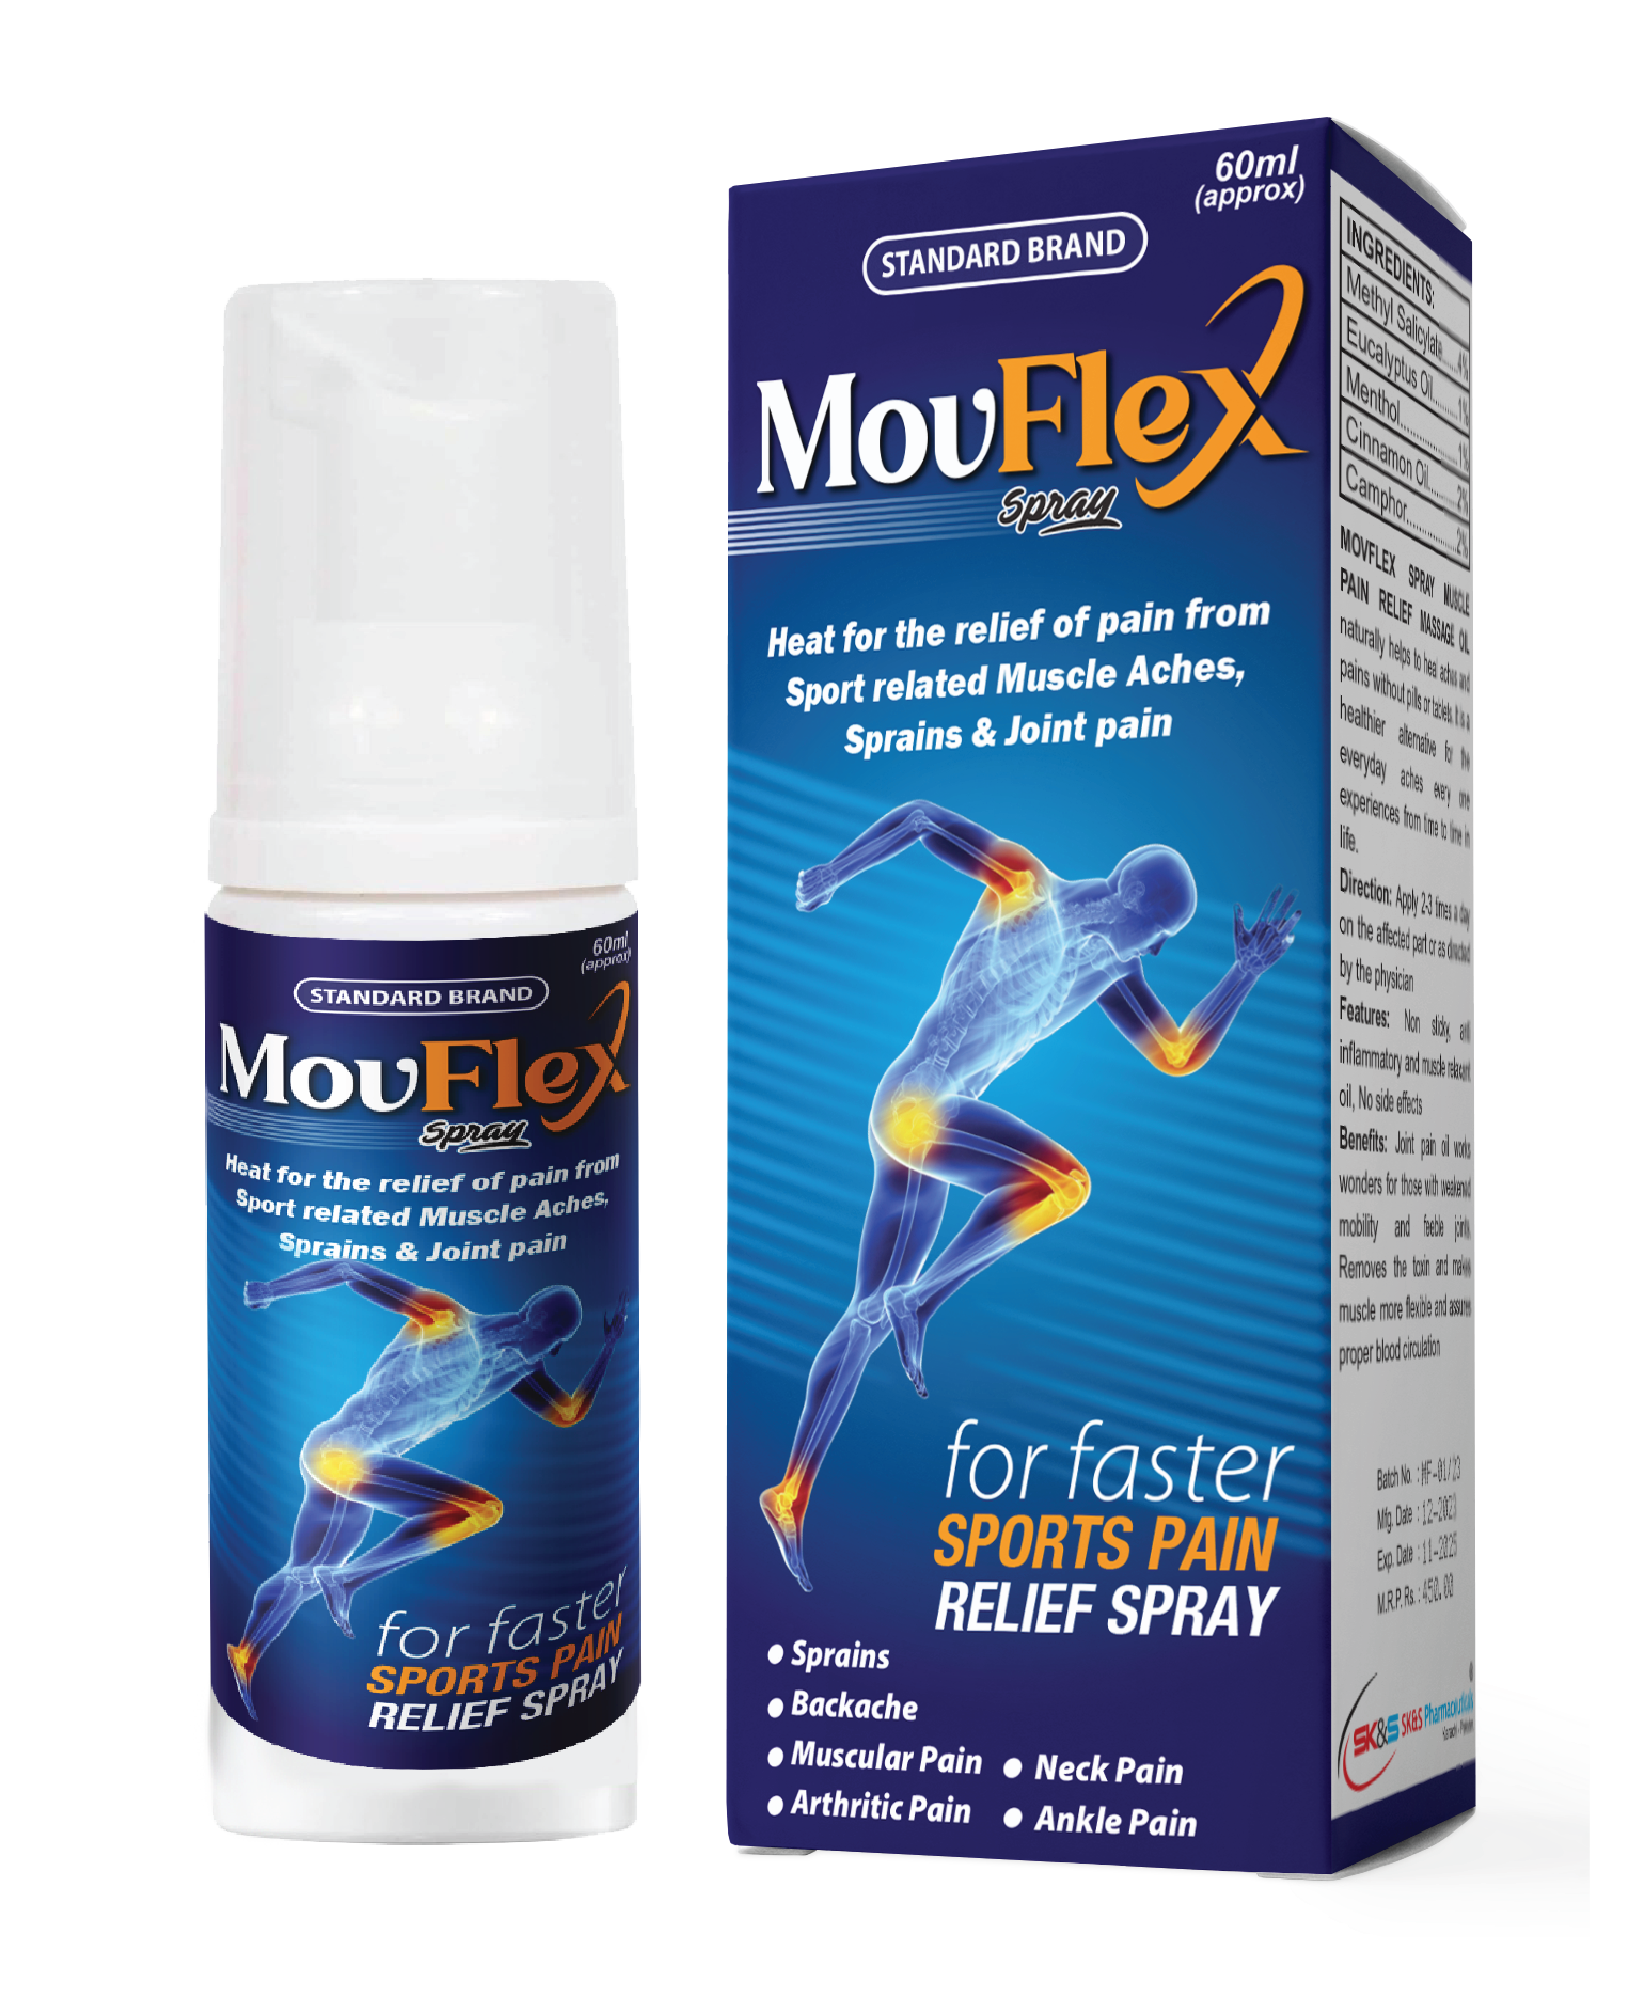 60ml
(approx)
STANDARD BRAND
MovFlex
Spray
Heat for the relief of pain from
Sport related Muscle Aches,
Sprains & Joint pain
for faster
SPORTS PAIN
RELIEF SPRAY
60ml
(approx)
STANDARD BRAND
MovFlex
Spray
Heat for the relief of pain from
Sport related Muscle Aches,
Sprains & Joint pain
for faster
SPORTS PAIN
RELIEF SPRAY
• Sprains
• Backache
• Muscular Pain • Neck Pain
• Arthritic Pain • Ankle Pain
INGREDIENTS:
Methyl Salicylate.....4%
Eucalyptus Oil.........1%
Menthol..................1%
Cinnamon Oil.........2%
Camphor................2%
MOVFLEX SPRAY MUSCLE
PAIN RELIEF MASSAGE OIL
naturally helps to heal aches and
pains without pills or tablets. It is a
healthier alternative for the
everyday aches every one
experiences from time to time in
life.
Direction: Apply 2-3 times a day
on the affected part or as directed
by the physician
Features: Non sticky, anti
inflammatory and muscle relaxant
oil, No side effects
Benefits: Joint pain oil works
wonders for those with weakened
mobility and feeble joints.
Removes the toxin and makes
muscle more flexible and assures
proper blood circulation
Batch No. : MF-01/23
Mfg. Date : 12-2023
Exp. Date : 11-2025
M.R.P. Rs. : 450.00
SK&S SK&S Pharmaceuticals ®